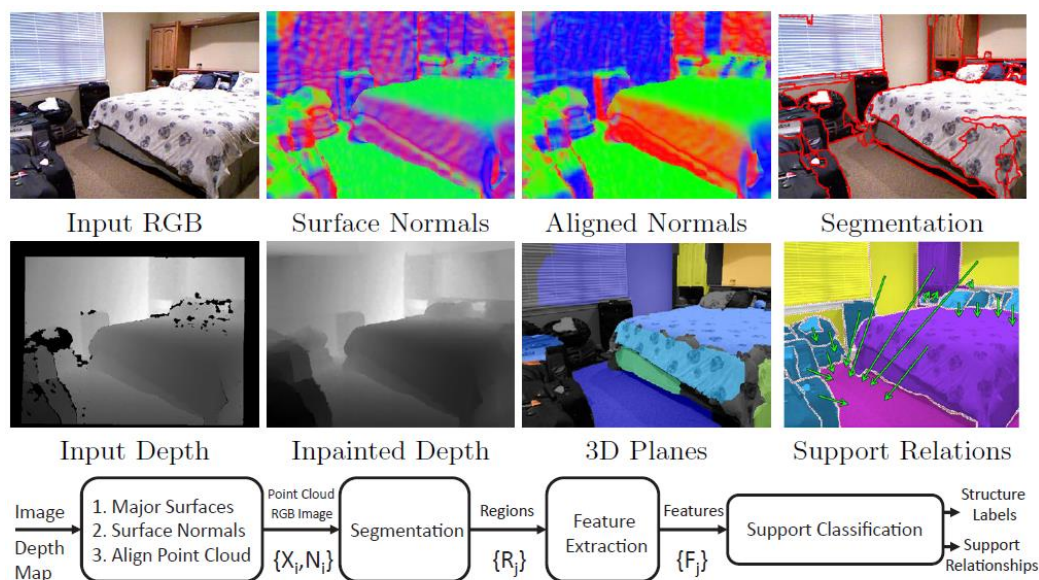 Input RGB
Surface Normals
Aligned Normals
Segmentation
Input Depth
Inpainted Depth
3D Planes
Support Relations
Image
Depth
Map
1. Major Surfaces
2. Surface Normals
3. Align Point Cloud
Point Cloud
RGB Image
{Xᵢ,Nᵢ}
Segmentation
Regions
{Rⱼ}
Feature
Extraction
Features
{Fⱼ}
Support Classification
Structure
Labels
Support
Relationships